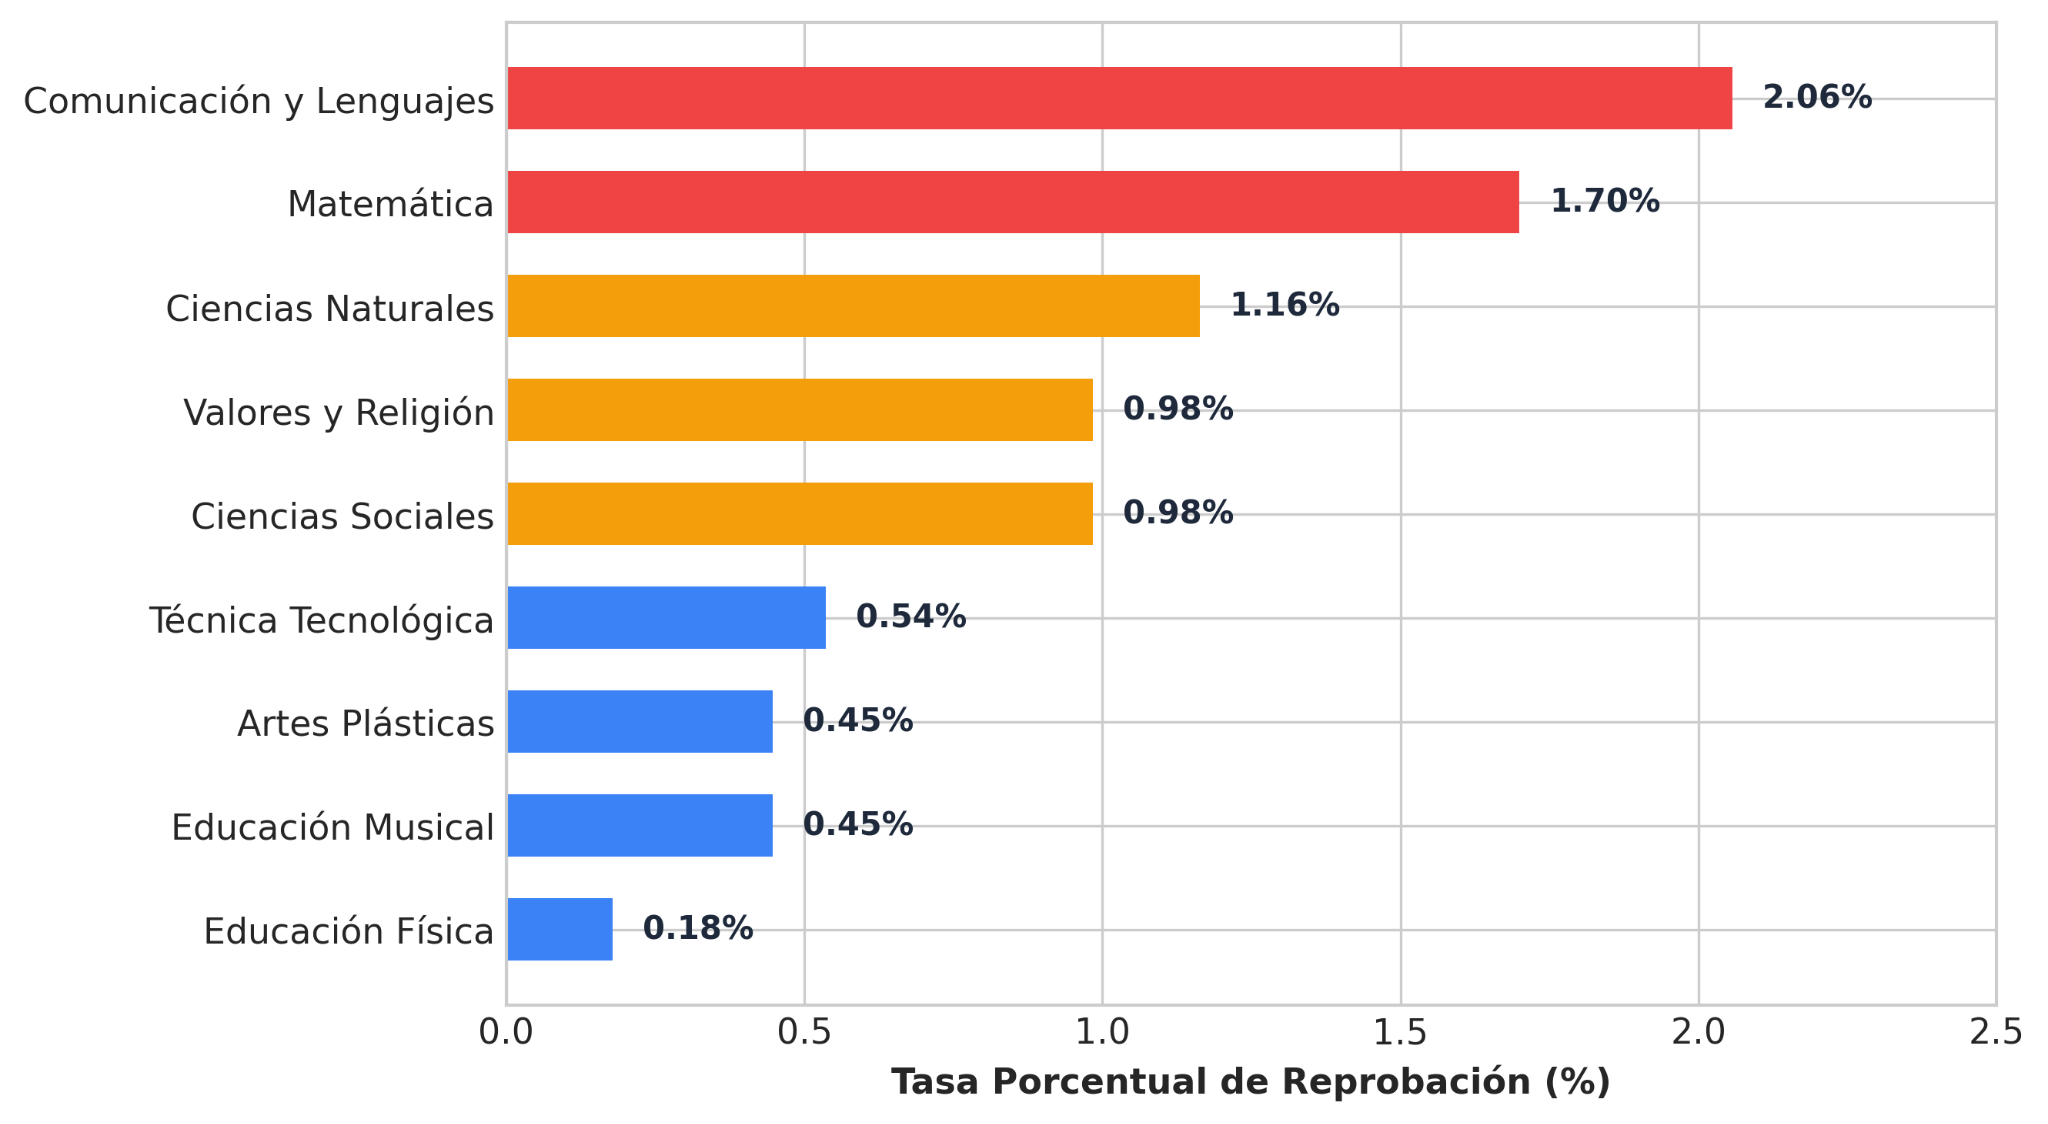 Comunicación y Lenguajes 2.06%
Matemática 1.70%
Ciencias Naturales 1.16%
Valores y Religión 0.98%
Ciencias Sociales 0.98%
Técnica Tecnológica 0.54%
Artes Plásticas 0.45%
Educación Musical 0.45%
Educación Física 0.18%
0.0 0.5 1.0 1.5 2.0 2.5
Tasa Porcentual de Reprobación (%)